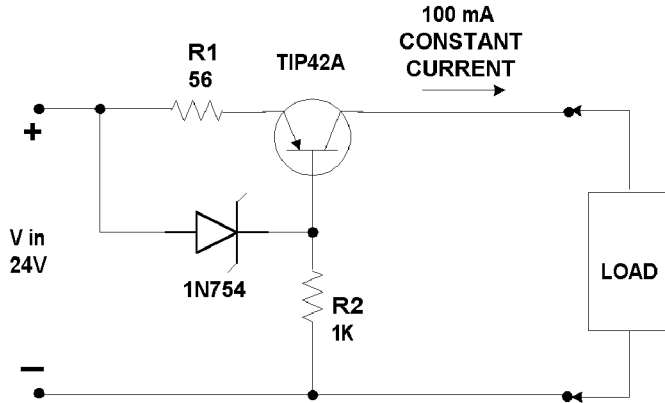 100 mA
CONSTANT
CURRENT
R1
56
TIP42A
+
V in
24V
1N754
R2
1K
LOAD
−